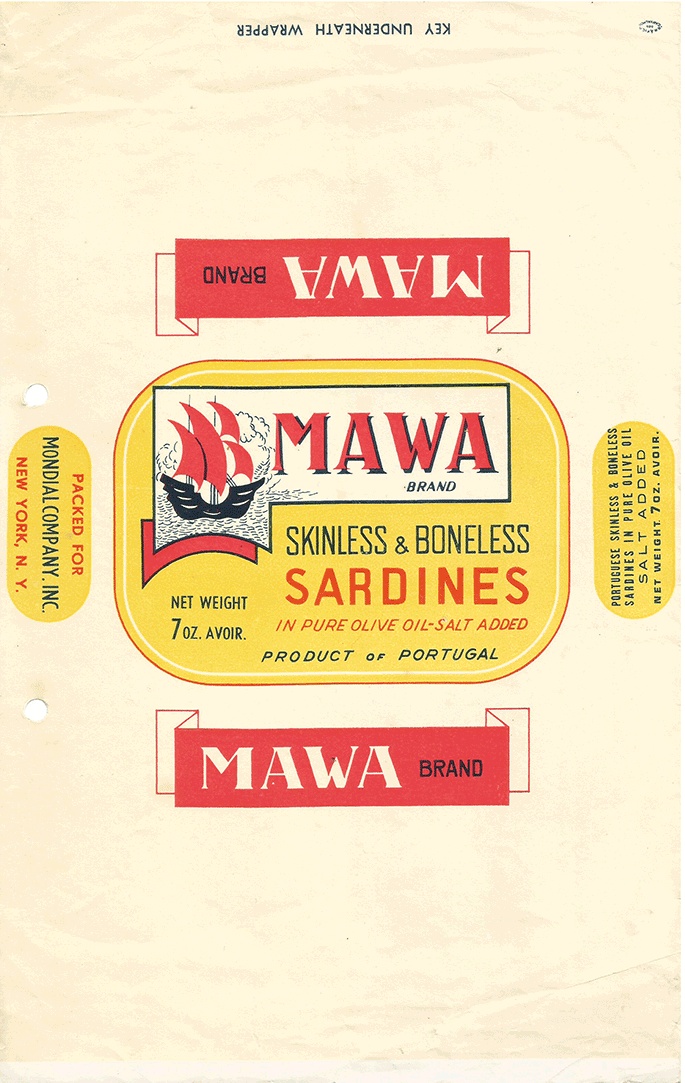 KEY UNDERNEATH WRAPPER
MAWA BRAND
MAWA
BRAND
SKINLESS & BONELESS
SARDINES
NET WEIGHT
7 OZ. AVOIR.
IN PURE OLIVE OIL-SALT ADDED
PRODUCT OF PORTUGAL
PACKED FOR
MONDIAL COMPANY. INC.
NEW YORK, N. Y.
PORTUGUESE SKINLESS & BONELESS
SARDINES IN PURE OLIVE OIL
SALT ADDED
NET WEIGHT 7 OZ. AVOIR.
MAWA BRAND